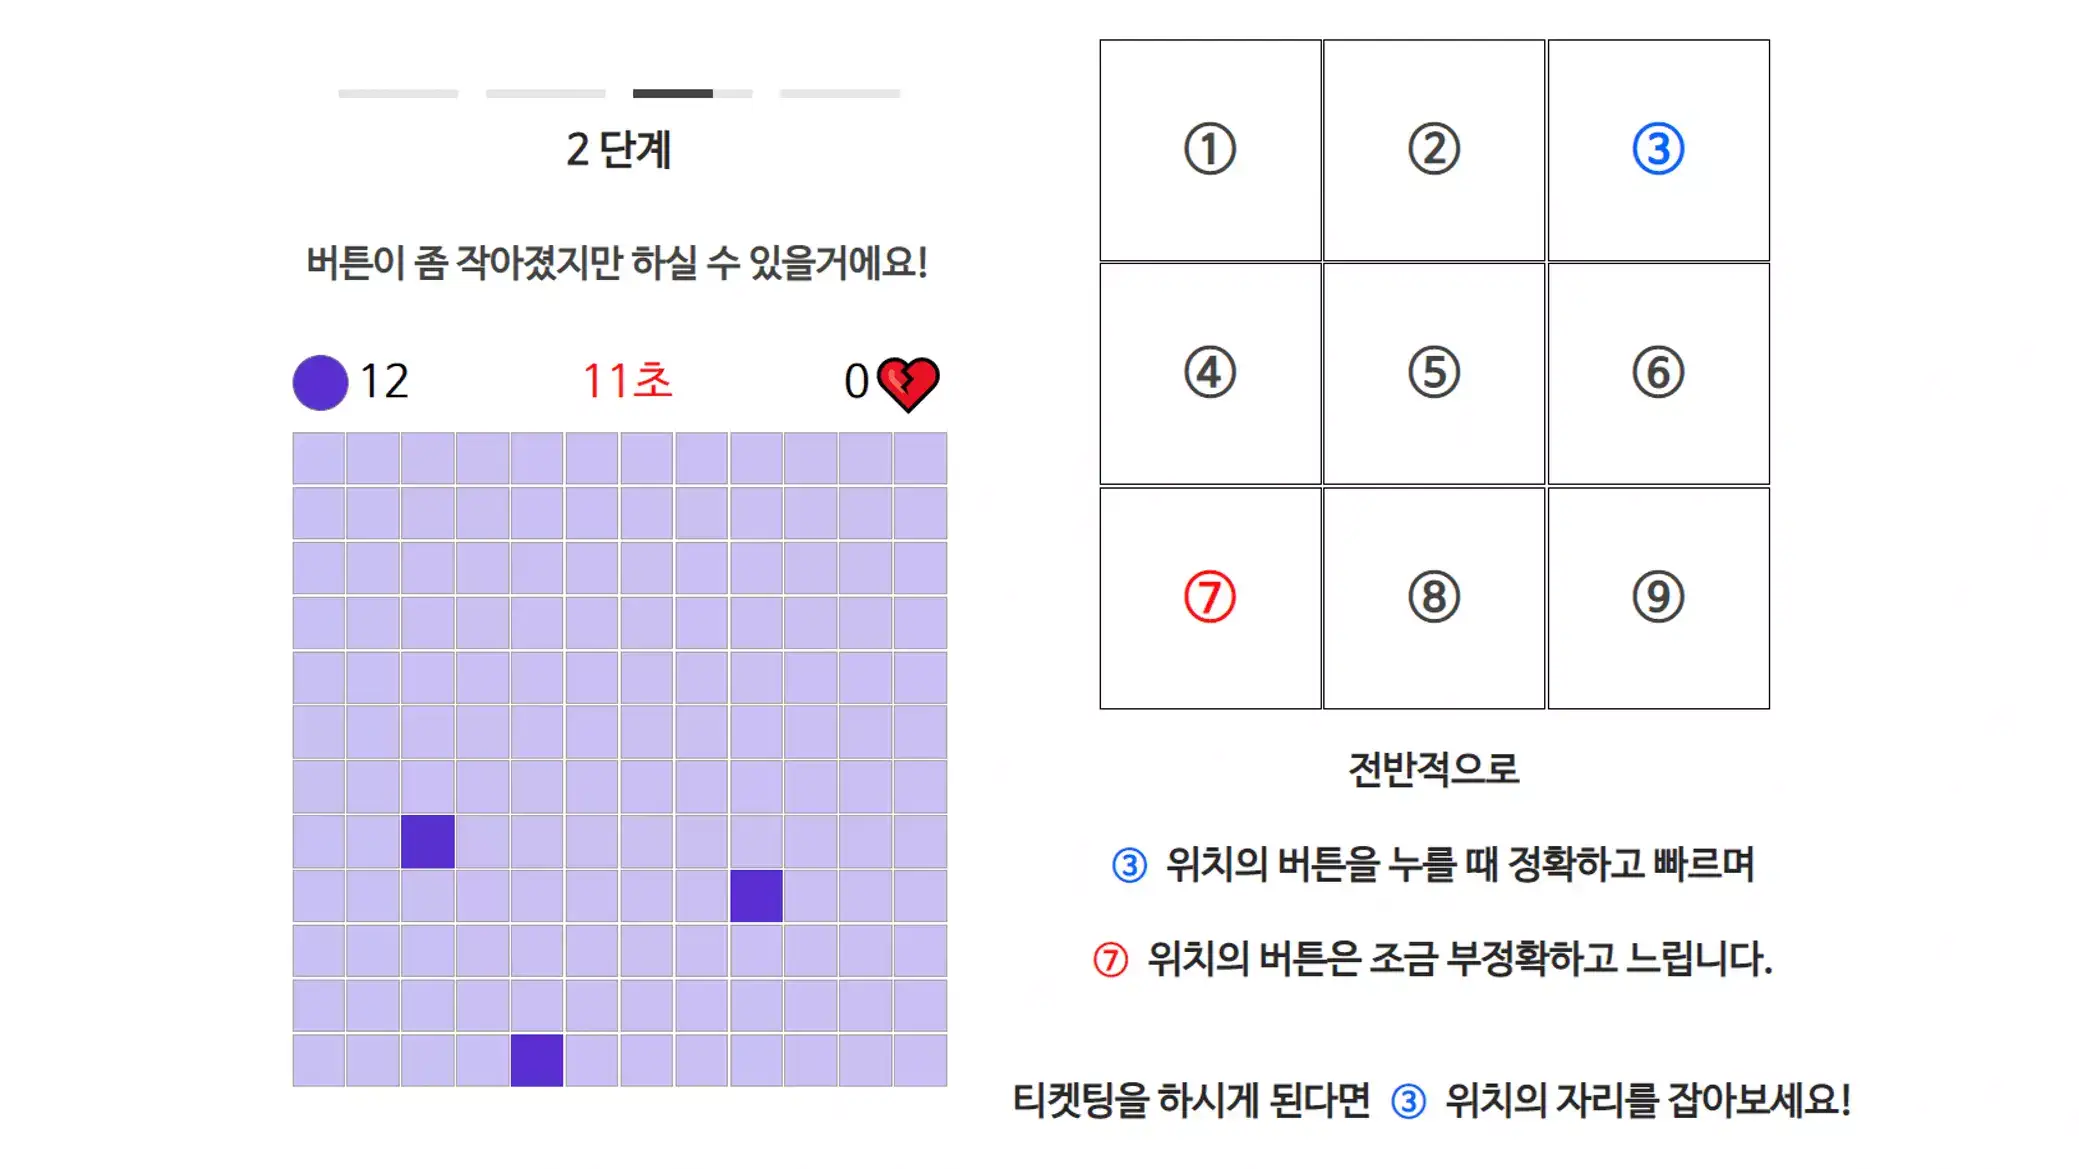 2 단계
버튼이 좀 작아졌지만 하실 수 있을거에요!
12 11초 0
① ② ③
④ ⑤ ⑥
⑦ ⑧ ⑨
전반적으로
③ 위치의 버튼을 누를 때 정확하고 빠르며
⑦ 위치의 버튼은 조금 부정확하고 느립니다.
티켓팅을 하시게 된다면 ③ 위치의 자리를 잡아보세요!